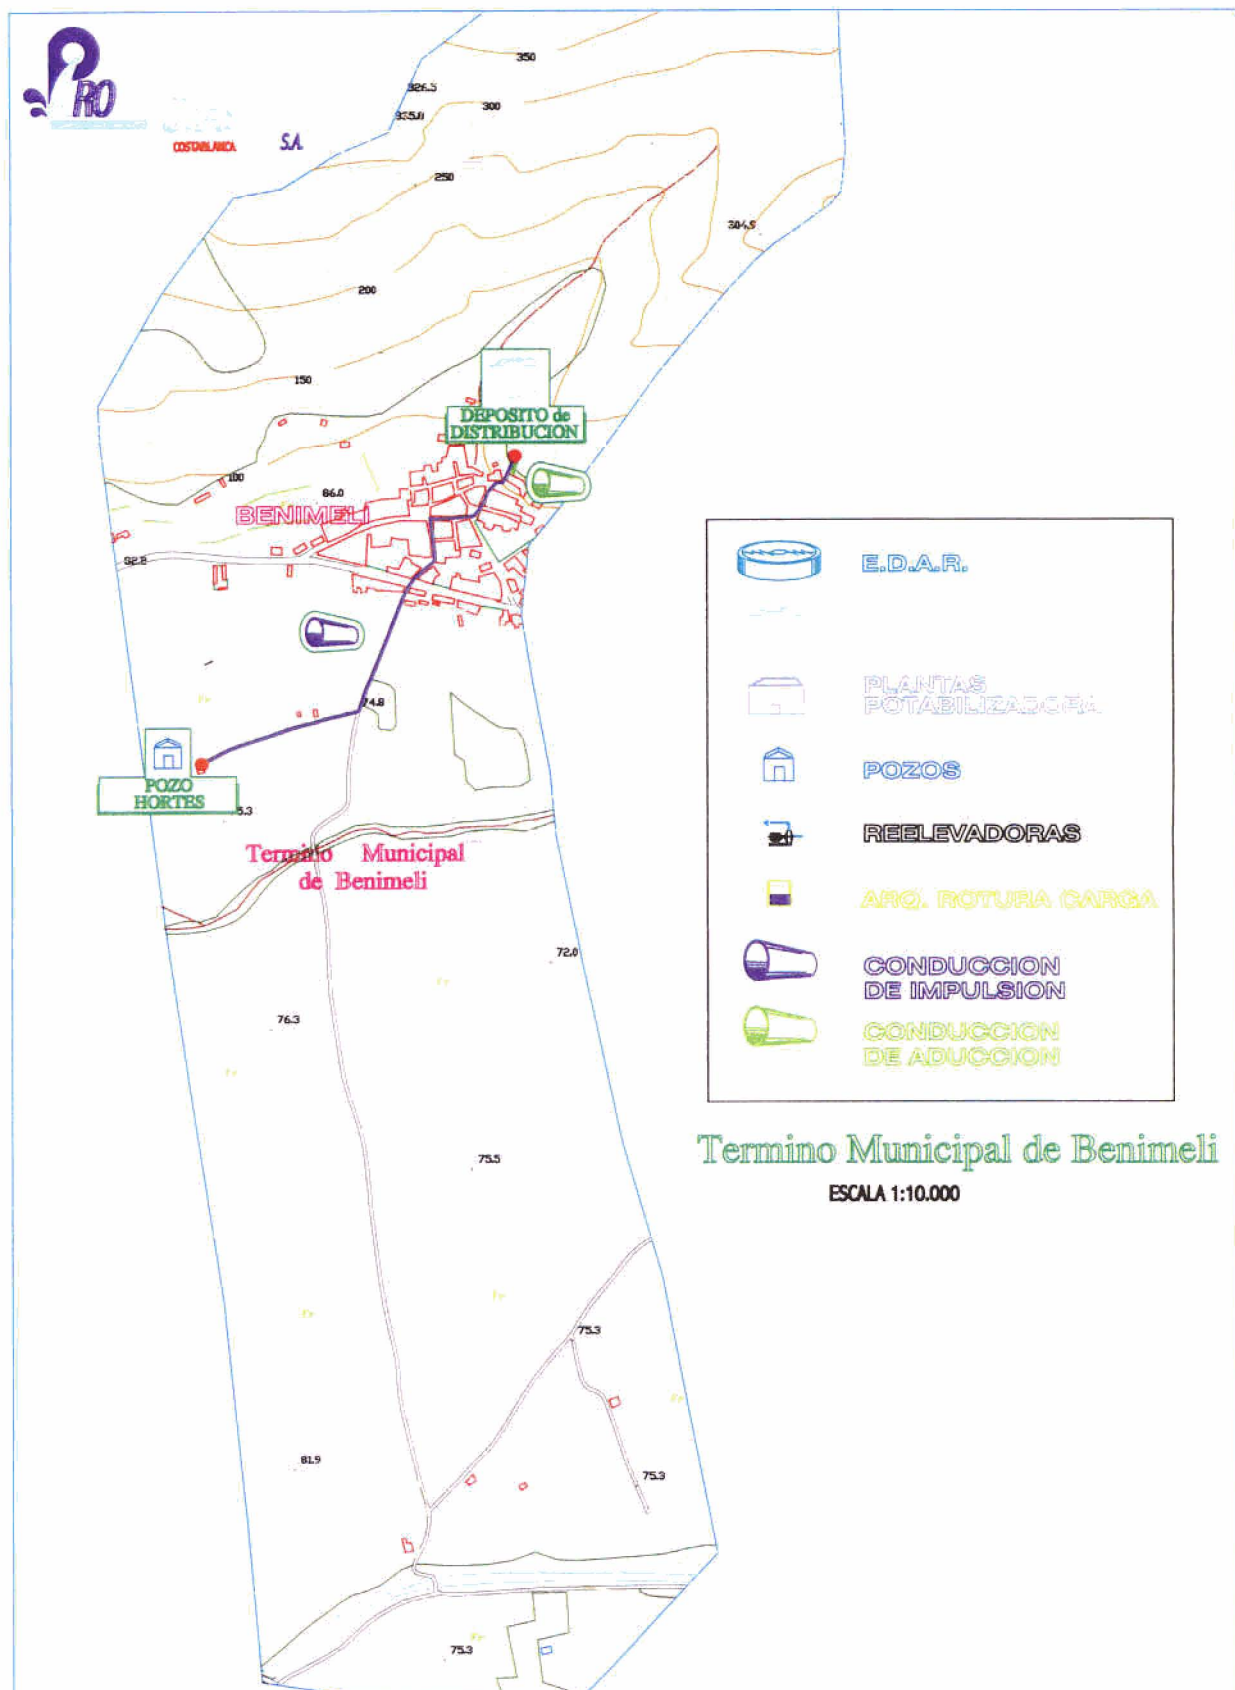 PRO
COSTABLANCA
S.A.
350
326.5
300
335.0
250
304.5
200
150
DEPOSITO de
DISTRIBUCION
100
86.0
BENIMELI
92.2
74.8
POZO
HORTES
5.3
Termino Municipal
de Benimeli
72.0
76.3
75.5
75.3
81.9
75.3
75.3
E.D.A.R.
PLANTAS
POTABILIZADORA
POZOS
REELEVADORAS
ARQ. ROTURA CARGA
CONDUCCION
DE IMPULSION
CONDUCCION
DE ADUCCION
Termino Municipal de Benimeli
ESCALA 1:10.000